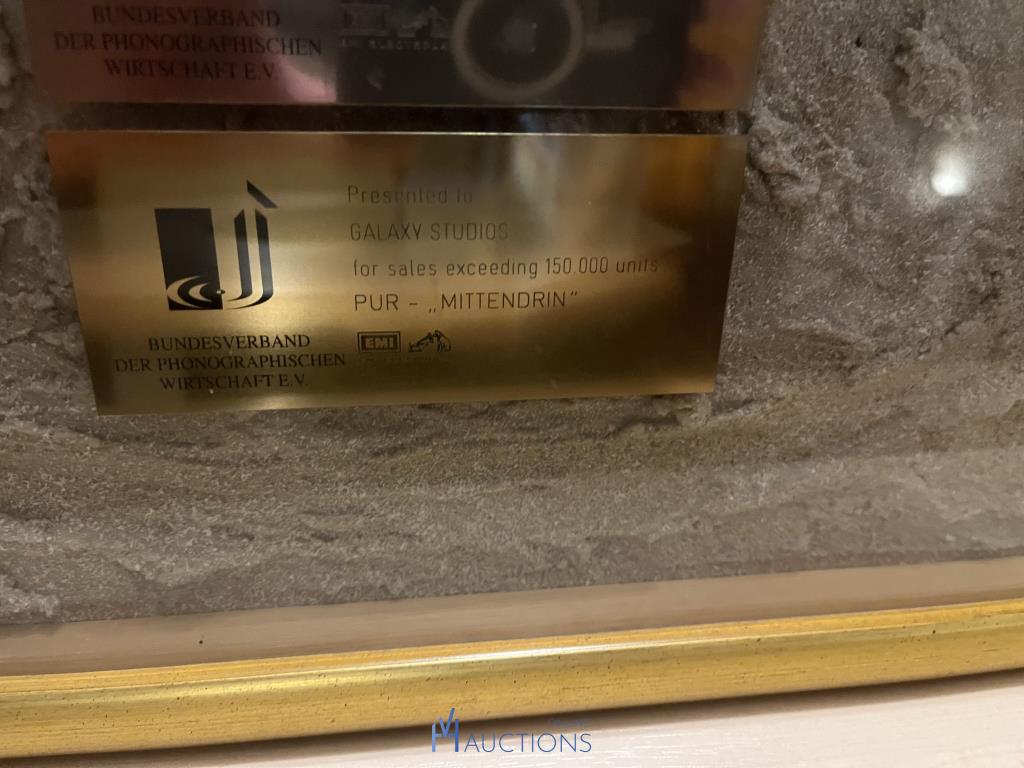 BUNDESVERBAND
DER PHONOGRAPHISCHEN
WIRTSCHAFT E.V.
EMI
Presented to
GALAXY STUDIOS
for sales exceeding 150.000 units
PUR - „MITTENDRIN"
BUNDESVERBAND
DER PHONOGRAPHISCHEN
WIRTSCHAFT E.V.
EMI
AUCTIONS